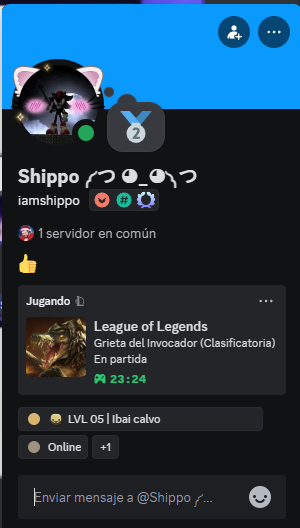 2
Shippo ╭つ ◕_◕╮つ
iamshippo
1 servidor en común
👍
Jugando
League of Legends
Grieta del Invocador (Clasificatoria)
En partida
23:24
LVL 05 | Ibai calvo
Online
+1
Enviar mensaje a @Shippo ╭...